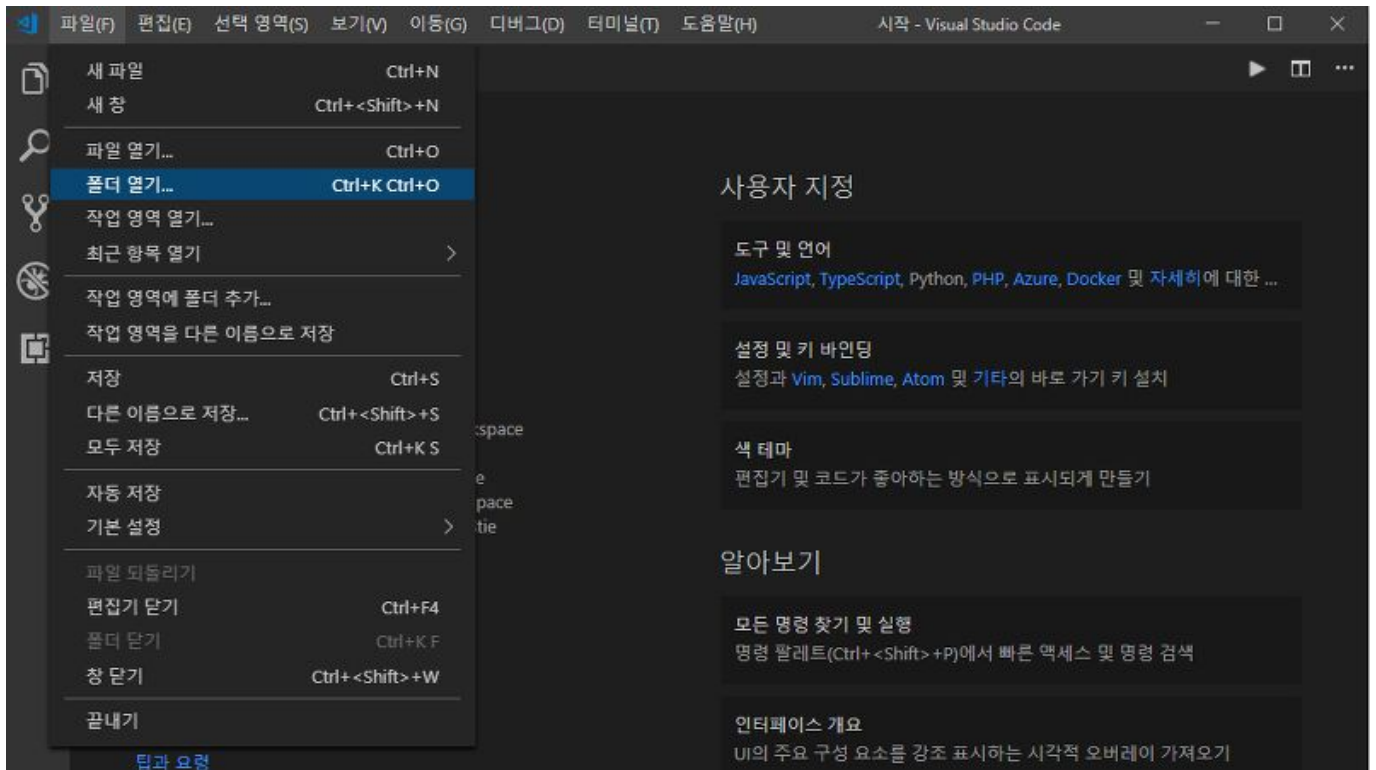 파일(F) 편집(E) 선택 영역(S) 보기(V) 이동(G) 디버그(D) 터미널(T) 도움말(H) 시작 - Visual Studio Code
새 파일 Ctrl+N
새 창 Ctrl+<Shift>+N
파일 열기... Ctrl+O
폴더 열기... Ctrl+K Ctrl+O
작업 영역 열기...
최근 항목 열기
작업 영역에 폴더 추가...
작업 영역을 다른 이름으로 저장
저장 Ctrl+S
다른 이름으로 저장... Ctrl+<Shift>+S
모두 저장 Ctrl+K S
자동 저장
기본 설정
파일 되돌리기
편집기 닫기 Ctrl+F4
폴더 닫기 Ctrl+K F
창 닫기 Ctrl+<Shift>+W
끝내기
팁과 요령
사용자 지정
도구 및 언어
JavaScript, TypeScript, Python, PHP, Azure, Docker 및 자세히에 대한 ...
설정 및 키 바인딩
설정과 Vim, Sublime, Atom 및 기타의 바로 가기 키 설치
색 테마
편집기 및 코드가 좋아하는 방식으로 표시되게 만들기
알아보기
모든 명령 찾기 및 실행
명령 팔레트(Ctrl+<Shift>+P)에서 빠른 액세스 및 명령 검색
인터페이스 개요
UI의 주요 구성 요소를 강조 표시하는 시각적 오버레이 가져오기